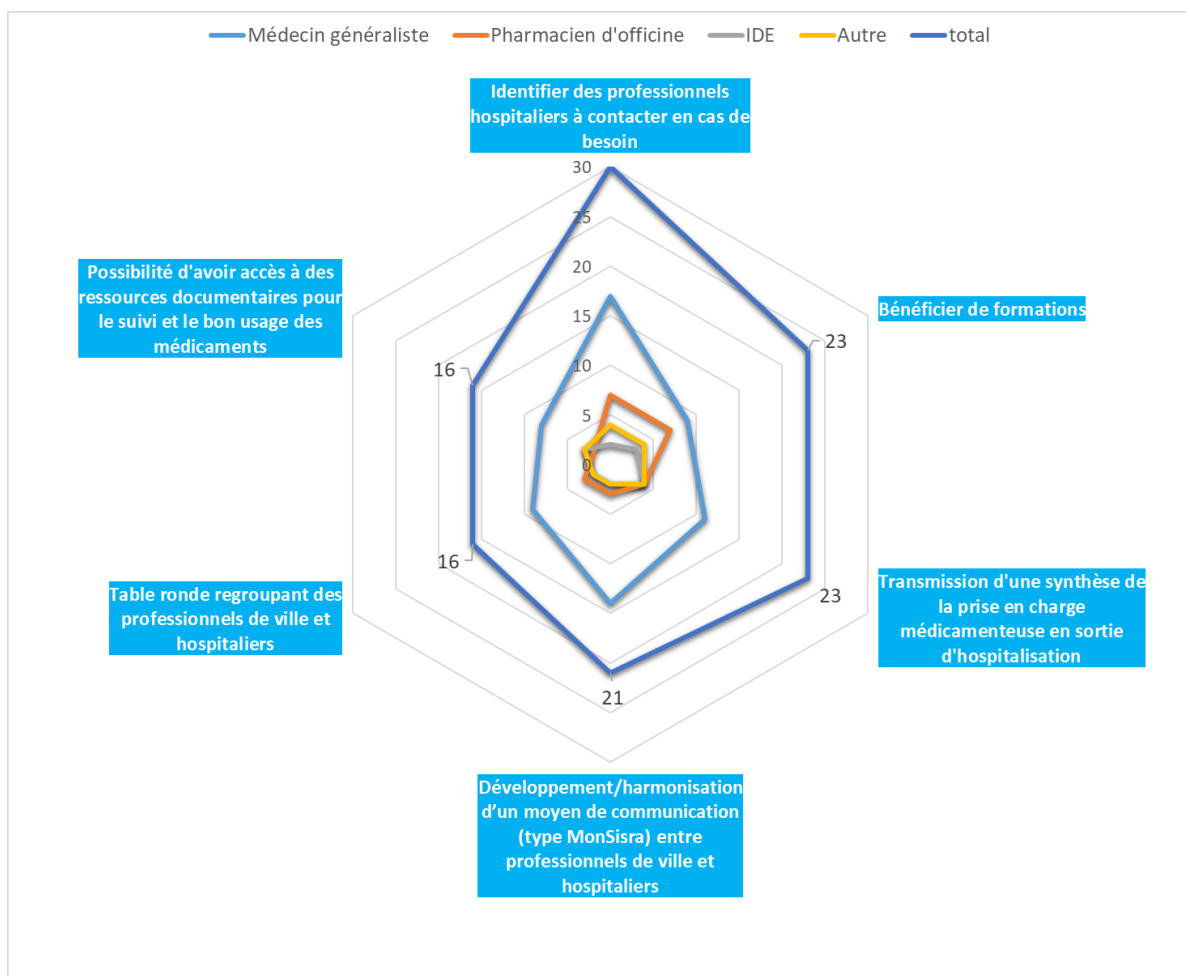 Médecin généraliste Pharmacien d'officine IDE Autre total
Identifier des professionnels
hospitaliers à contacter en cas de
besoin
30
25
20
15
10
5
0
Possibilité d'avoir accès à des
ressources documentaires pour
le suivi et le bon usage des
médicaments
Bénéficier de formations
23
16
16
23
Table ronde regroupant des
professionnels de ville et
hospitaliers
Transmission d'une synthèse de
la prise en charge
médicamenteuse en sortie
d'hospitalisation
21
Développement/harmonisation
d’un moyen de communication
(type MonSisra) entre
professionnels de ville et
hospitaliers